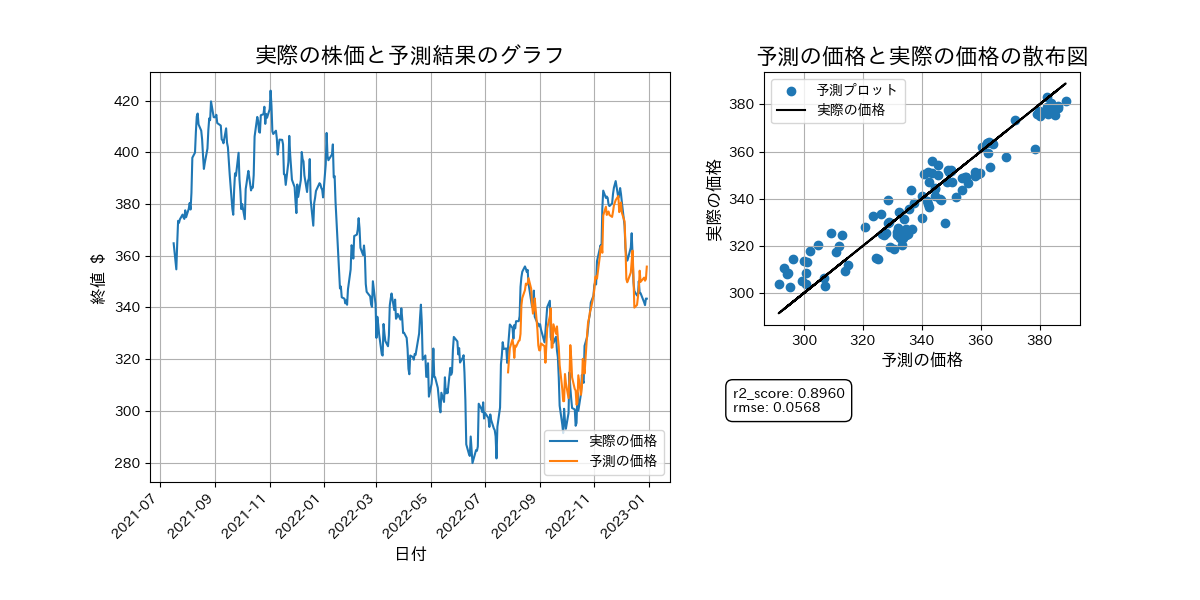 実際の株価と予測結果のグラフ
420
400
380
360
340
320
300
280
終値 $
2021-07
2021-09
2021-11
2022-01
2022-03
2022-05
2022-07
2022-09
2022-11
2023-01
日付
実際の価格
予測の価格
予測の価格と実際の価格の散布図
予測プロット
実際の価格
380
360
340
320
300
実際の価格
300
320
340
360
380
予測の価格
r2_score: 0.8960
rmse: 0.0568